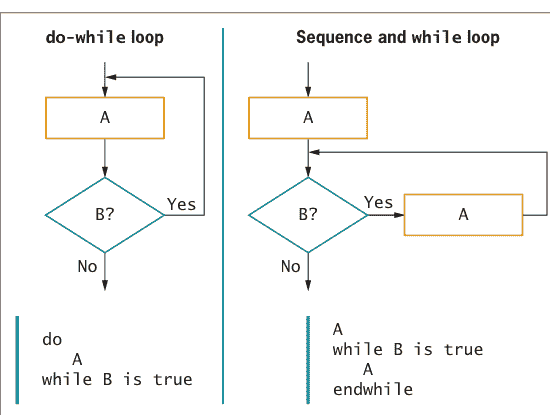 do-while loop
A
B?
Yes
No
do
A
while B is true
Sequence and while loop
A
B?
Yes
A
No
A
while B is true
A
endwhile